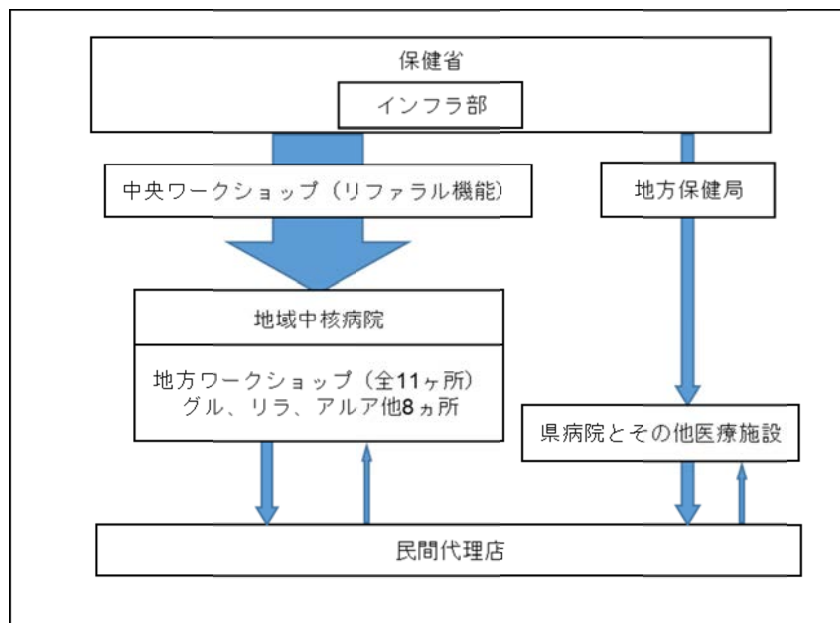 保健省
インフラ部
中央ワークショップ（リファラル機能）
地方保健局
地域中核病院
地方ワークショップ（全11ヶ所）
グル、リラ、アルア他8ヵ所
県病院とその他医療施設
民間代理店